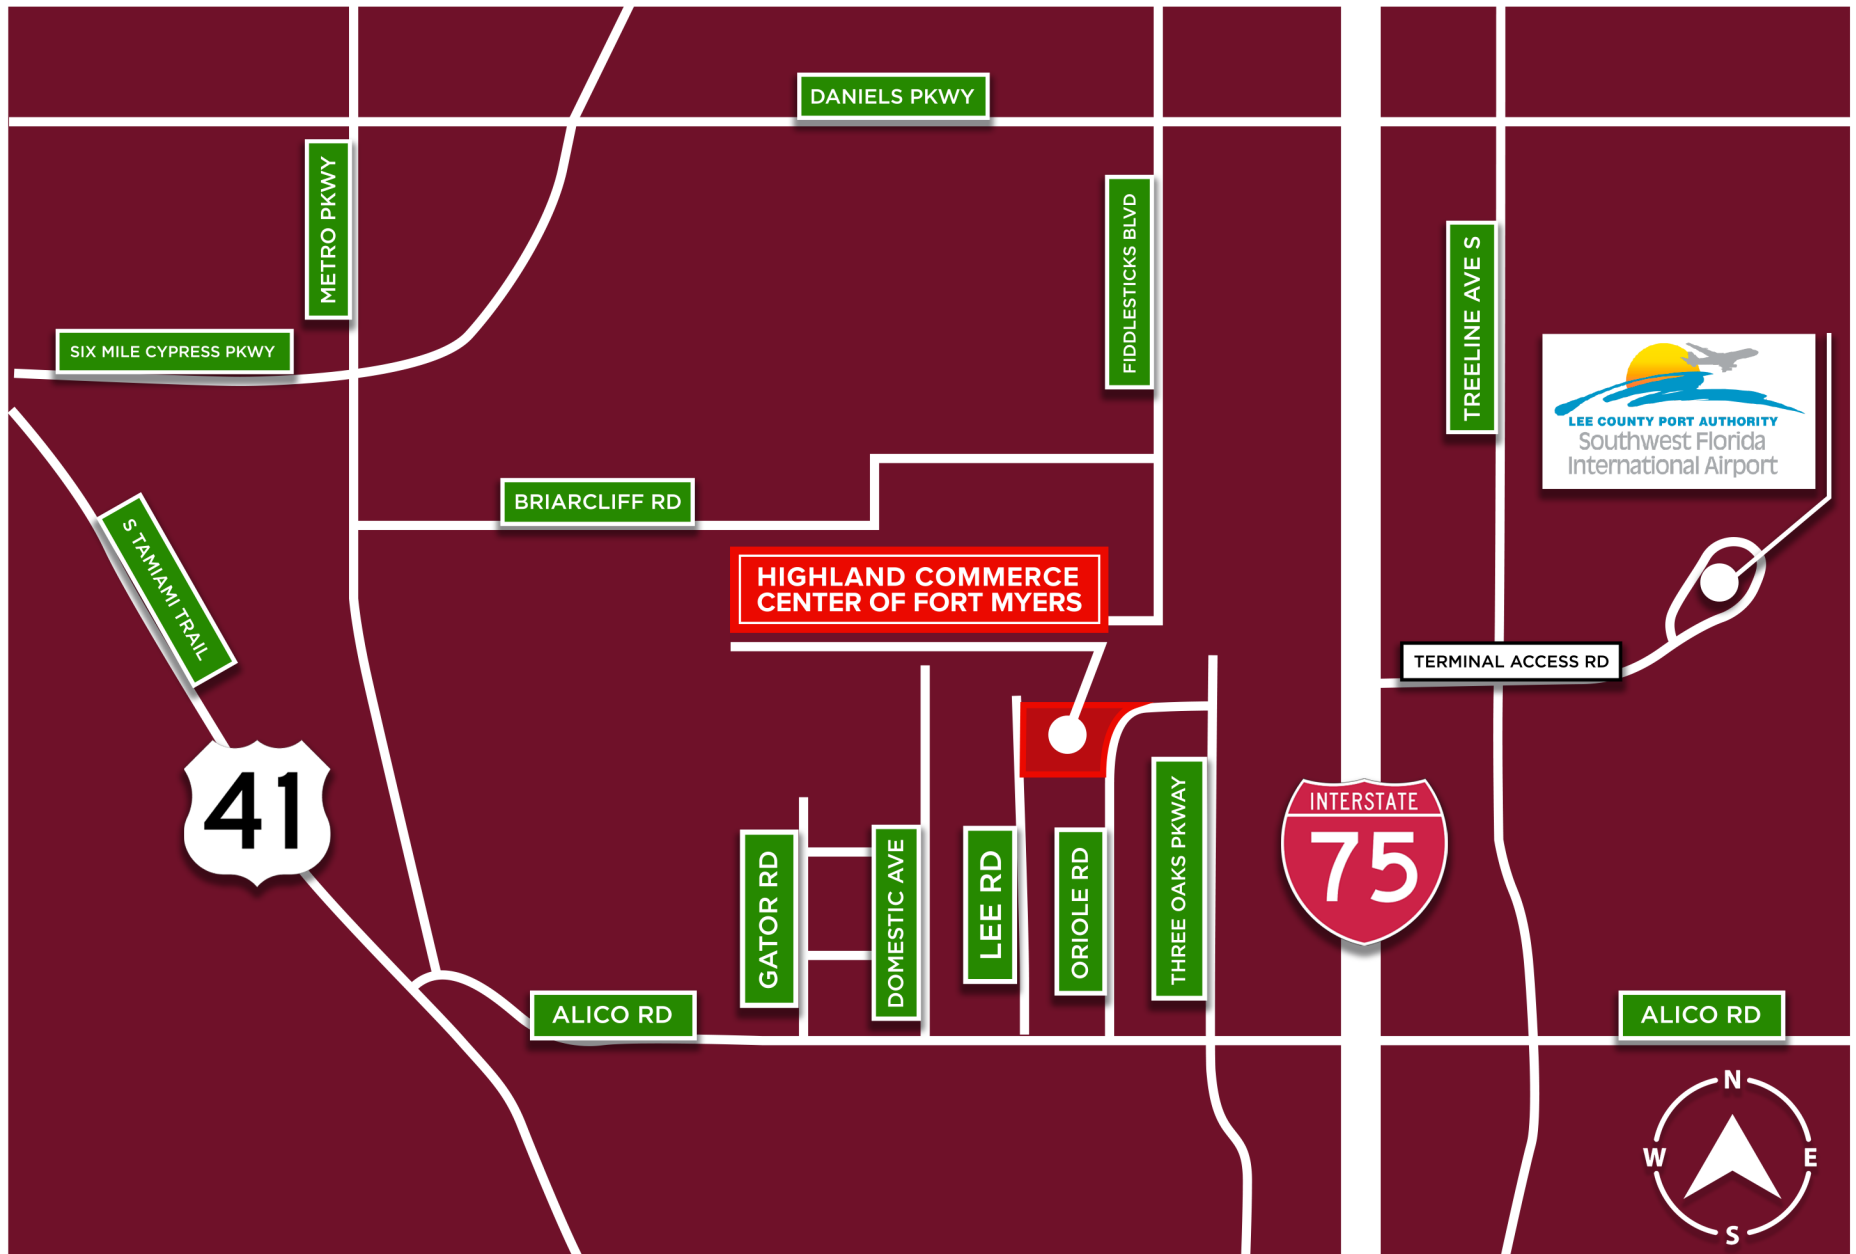 DANIELS PKWY
METRO PKWY
FIDDLESTICKS BLVD
TREELINE AVE S
SIX MILE CYPRESS PKWY
LEE COUNTY PORT AUTHORITY
Southwest Florida
International Airport
BRIARCLIFF RD
S TAMIAMI TRAIL
HIGHLAND COMMERCE
CENTER OF FORT MYERS
TERMINAL ACCESS RD
41
INTERSTATE
75
GATOR RD
DOMESTIC AVE
LEE RD
ORIOLE RD
THREE OAKS PKWAY
ALICO RD
ALICO RD
N
W
E
S